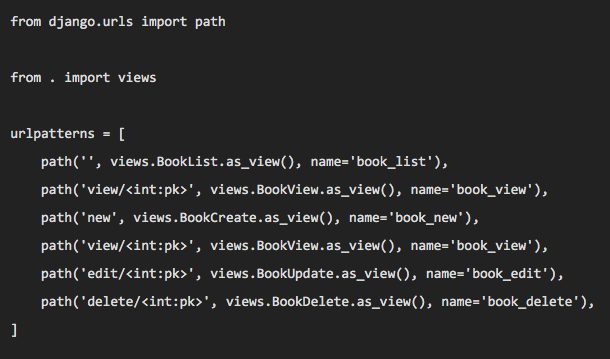 from django.urls import path
from . import views
urlpatterns = [
    path('', views.BookList.as_view(), name='book_list'),
    path('view/<int:pk>', views.BookView.as_view(), name='book_view'),
    path('new', views.BookCreate.as_view(), name='book_new'),
    path('view/<int:pk>', views.BookView.as_view(), name='book_view'),
    path('edit/<int:pk>', views.BookUpdate.as_view(), name='book_edit'),
    path('delete/<int:pk>', views.BookDelete.as_view(), name='book_delete'),
]